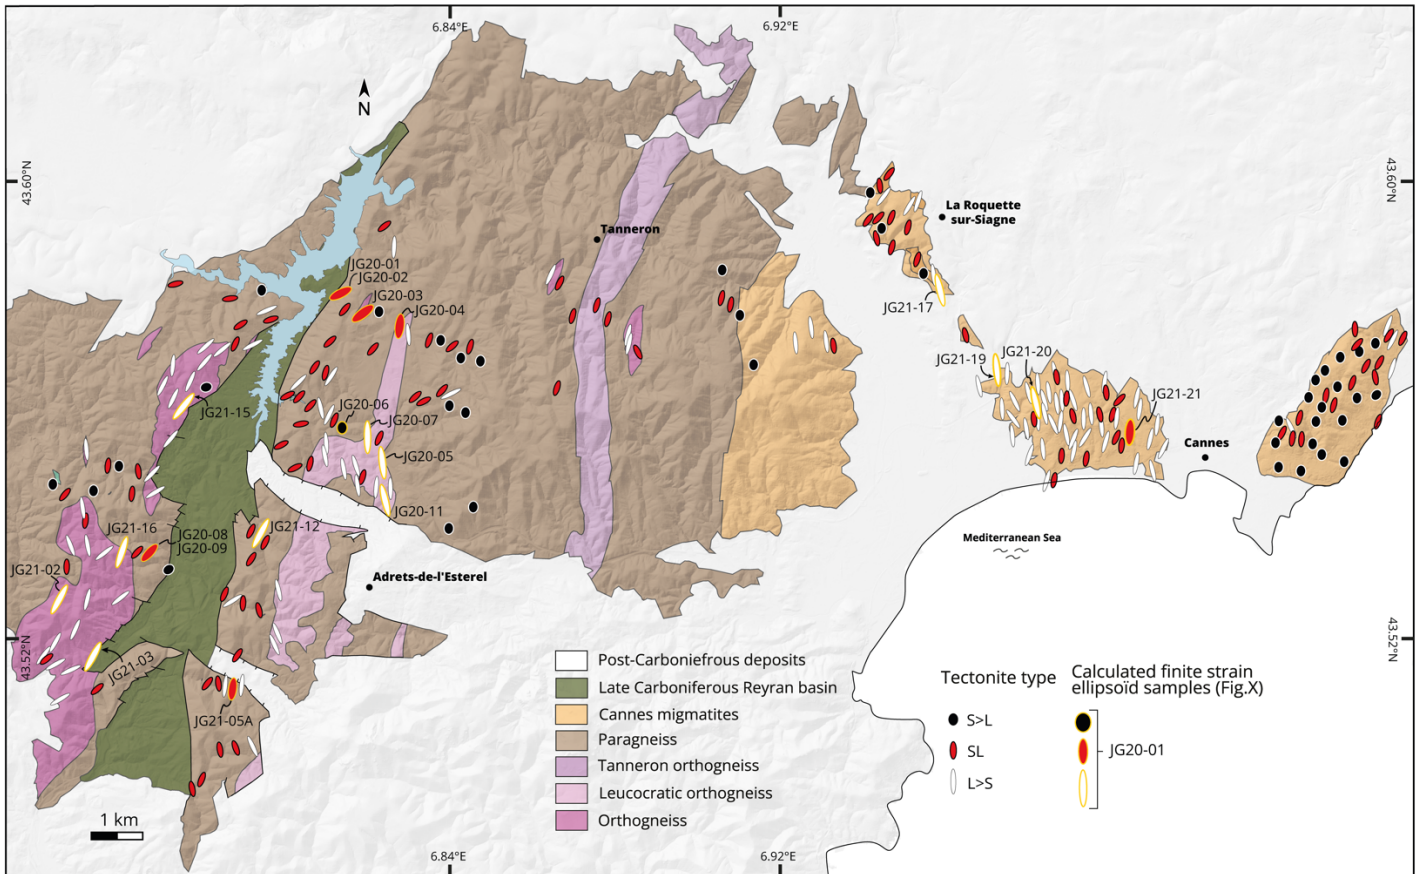 6.84°E
6.92°E
N
43.60°N
43.60°N
La Roquette
sur-Siagne
Tanneron
JG20-01
JG20-02
JG20-03
JG20-04
JG21-17
JG21-19
JG21-20
JG21-21
JG21-15
JG20-06
JG20-07
JG20-05
Cannes
JG20-11
JG21-16
JG20-08
JG20-09
JG21-12
Mediterranean Sea
JG21-02
Adrets-de-l'Esterel
43.52°N
43.52°N
JG21-03
JG21-05A
Post-Carboniefrous deposits
Late Carboniferous Reyran basin
Cannes migmatites
Paragneiss
Tanneron orthogneiss
Leucocratic orthogneiss
Orthogneiss
Tectonite type
S>L
SL
L>S
Calculated finite strain
ellipsoïd samples (Fig.X)
JG20-01
1 km
6.84°E
6.92°E